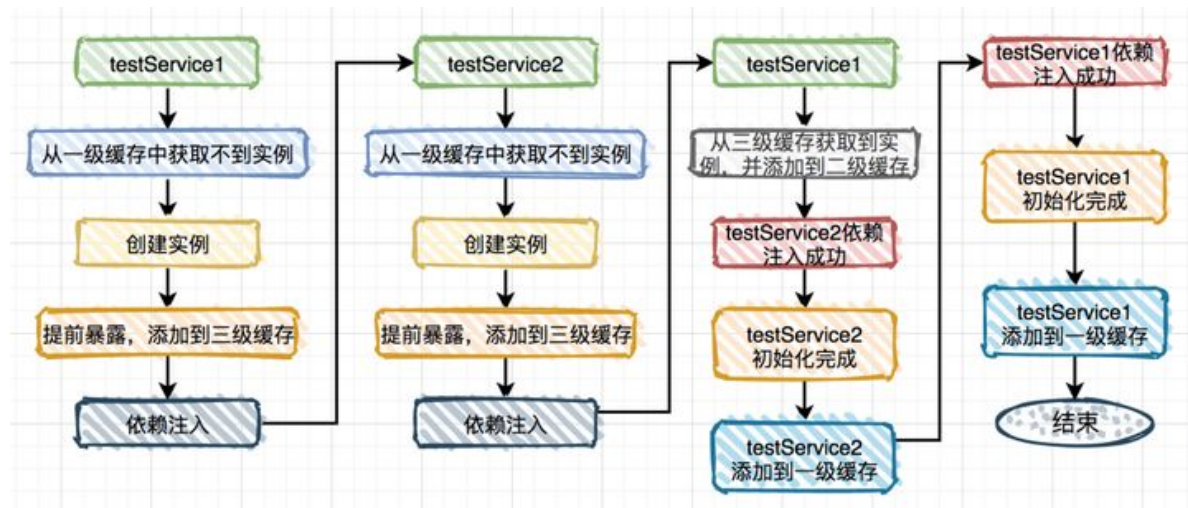 testService1
从一级缓存中获取不到实例
创建实例
提前暴露，添加到三级缓存
依赖注入
testService2
从一级缓存中获取不到实例
创建实例
提前暴露，添加到三级缓存
依赖注入
testService1
从三级缓存获取到实
例，并添加到二级缓存
testService2依赖
注入成功
testService2
初始化完成
testService2
添加到一级缓存
testService1依赖
注入成功
testService1
初始化完成
testService1
添加到一级缓存
结束